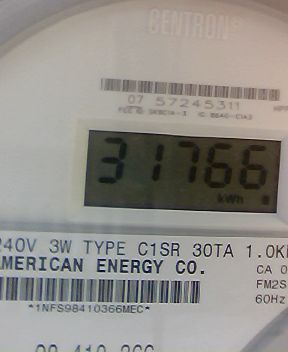 CENTRON®
07 57245311
31766
kWh
240V 3W TYPE C1SR 30TA 1.0K
AMERICAN ENERGY CO.
CA 0
FM2S
60Hz
*1NFS98410366MEC*